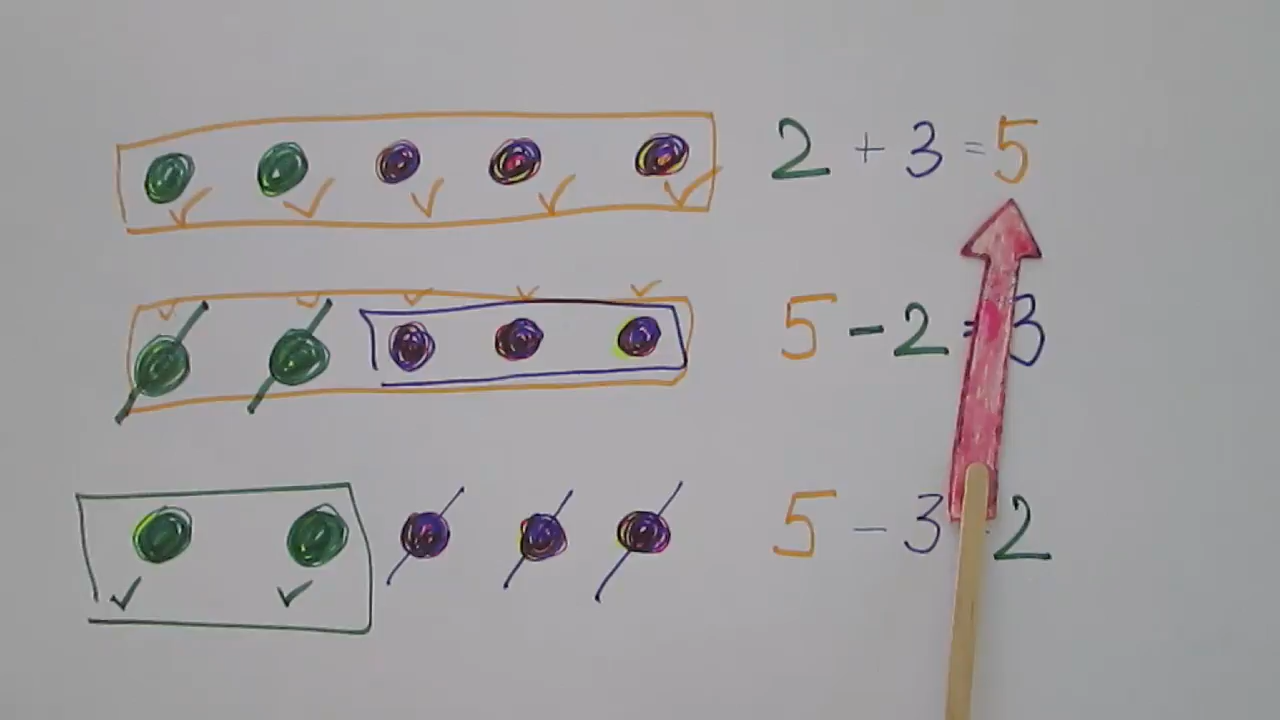 2 + 3 = 5
5 - 2 = 3
5 - 3 2